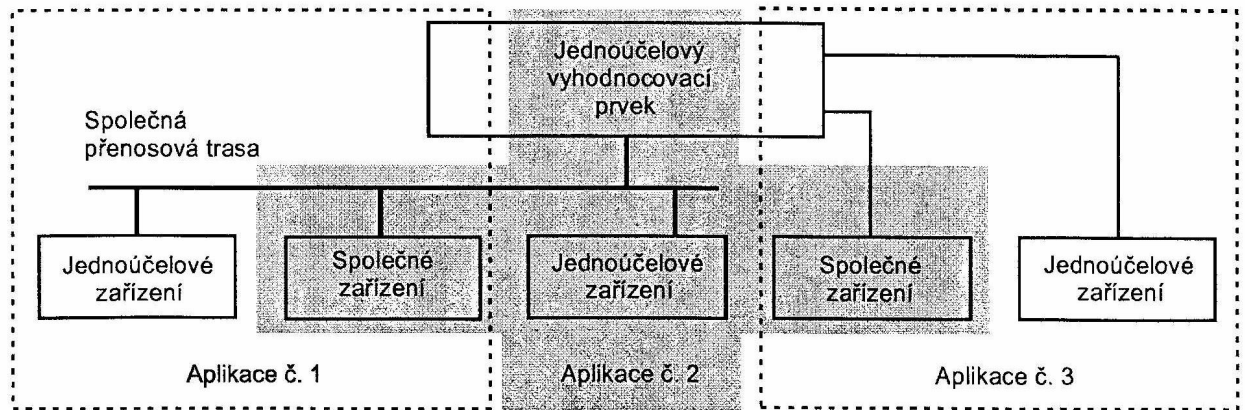 Jednoúčelový
vyhodnocovací
prvek
Společná
přenosová trasa
Jednoúčelové
zařízení
Společné
zařízení
Jednoúčelové
zařízení
Společné
zařízení
Jednoúčelové
zařízení
Aplikace č. 1
Aplikace č. 2
Aplikace č. 3